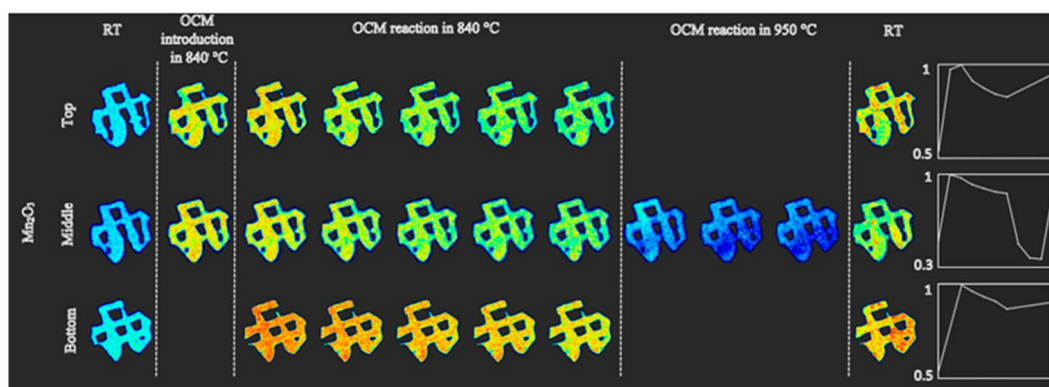 RT
OCM
introduction
in 840 °C
OCM reaction in 840 °C
OCM reaction in 950 °C
RT
Mn₂O₃
Top
Middle
Bottom
1
0.5
1
0.3
1
0.5